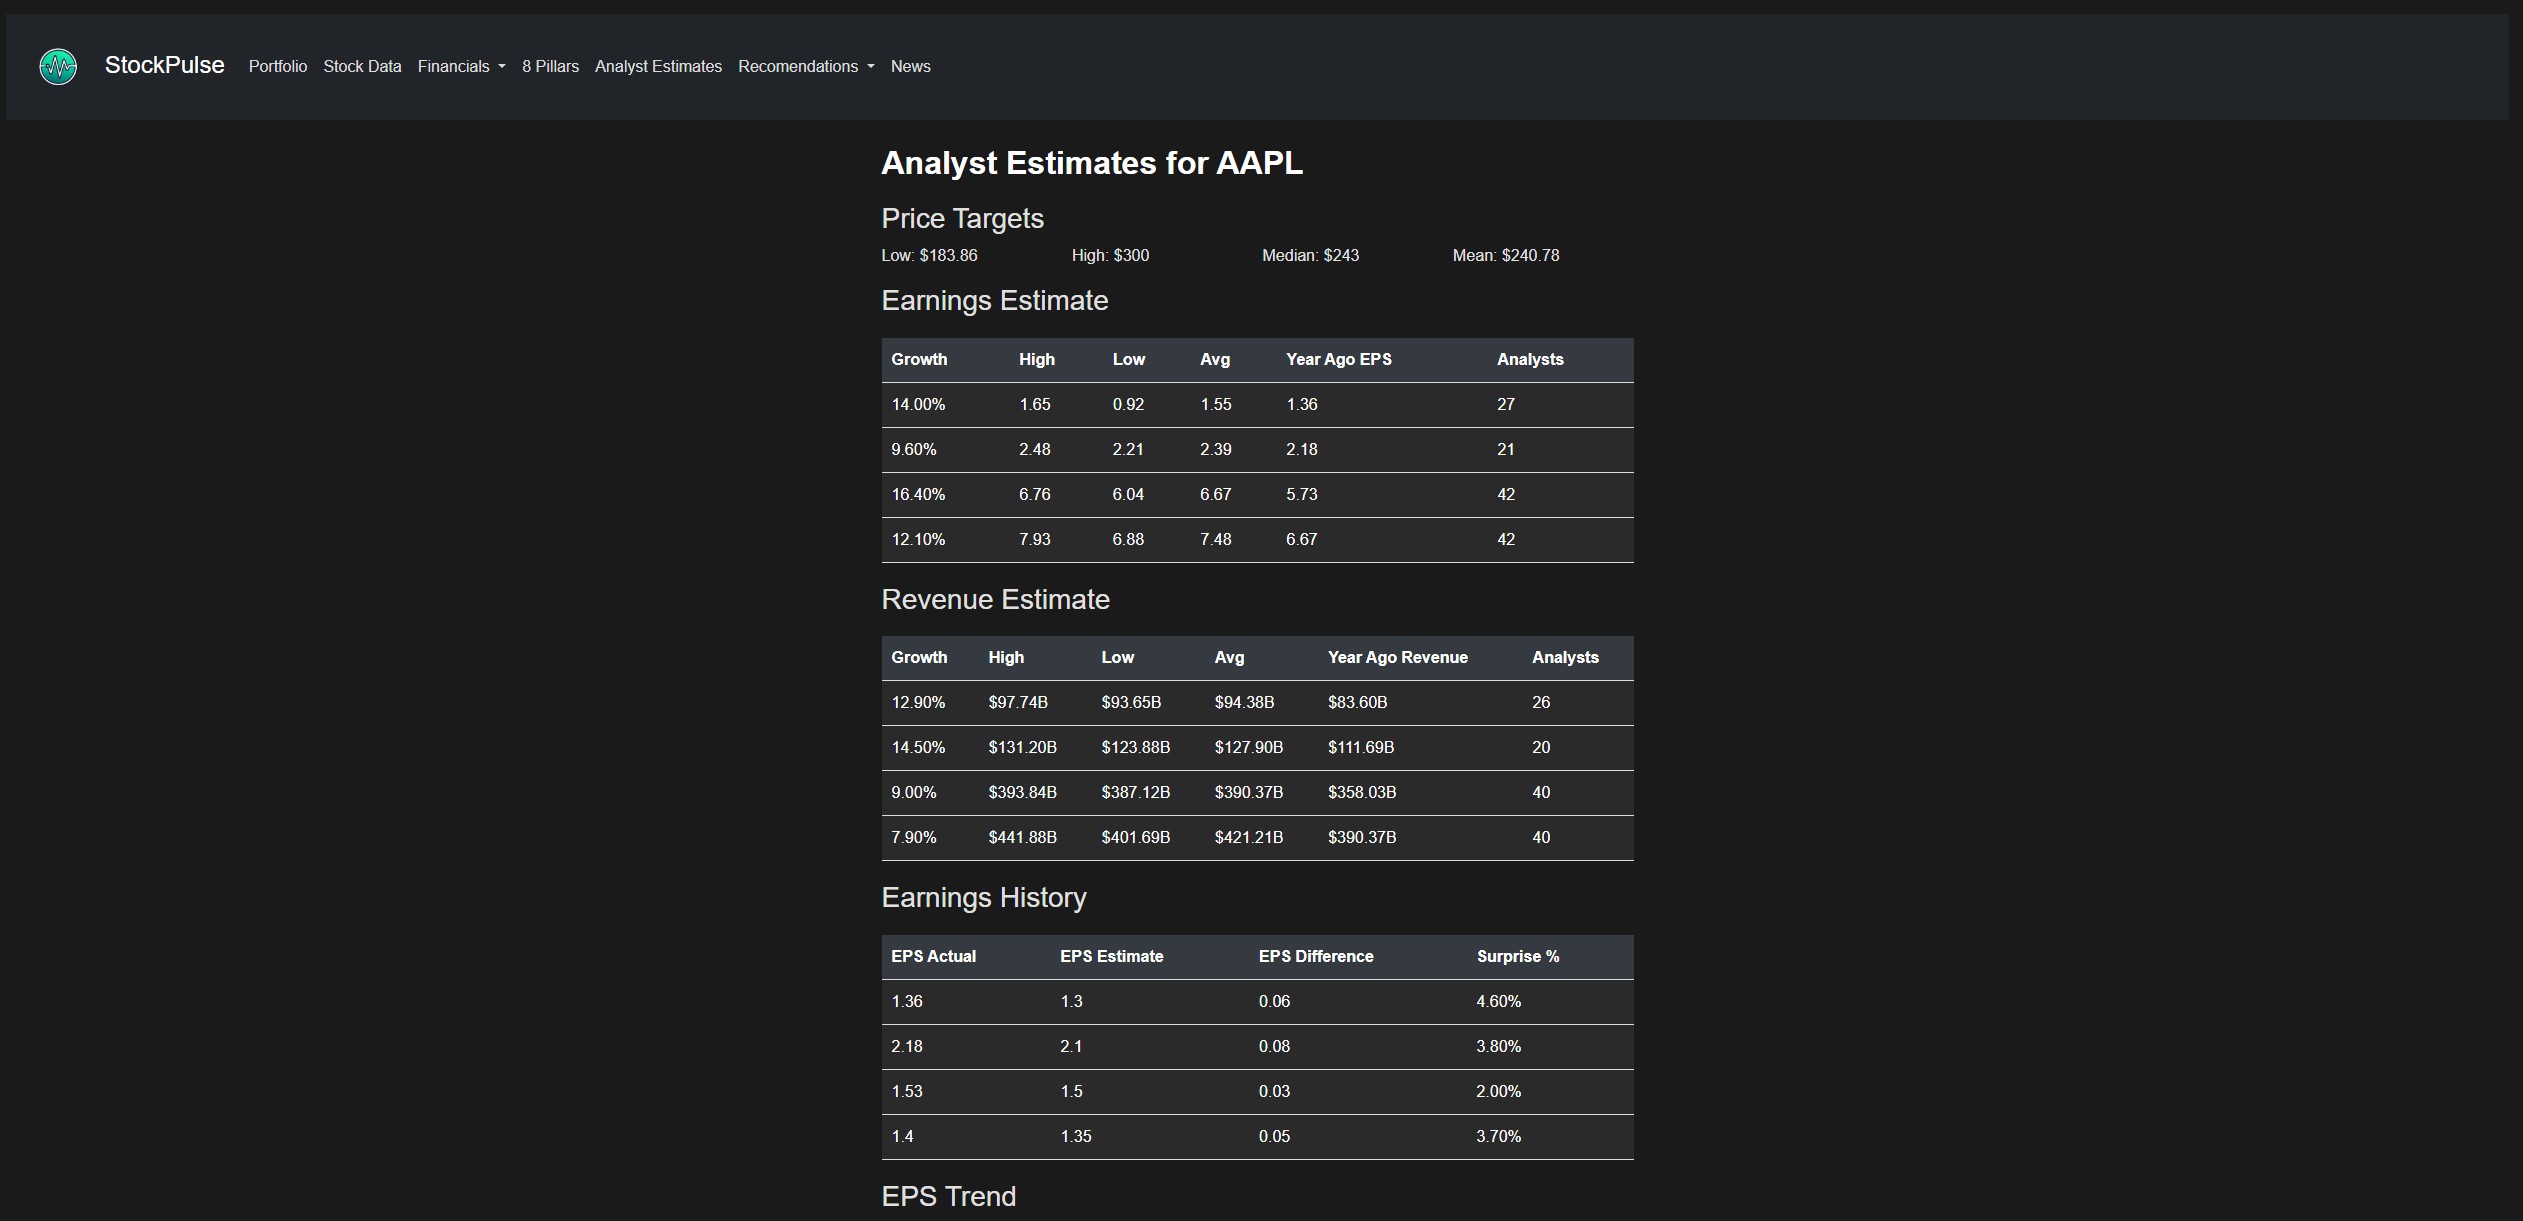 StockPulse Portfolio Stock Data Financials 8 Pillars Analyst Estimates Recomendations News
Analyst Estimates for AAPL
Price Targets
Low: $183.86 High: $300 Median: $243 Mean: $240.78
Earnings Estimate
Growth High Low Avg Year Ago EPS Analysts
14.00% 1.65 0.92 1.55 1.36 27
9.60% 2.48 2.21 2.39 2.18 21
16.40% 6.76 6.04 6.67 5.73 42
12.10% 7.93 6.88 7.48 6.67 42
Revenue Estimate
Growth High Low Avg Year Ago Revenue Analysts
12.90% $97.74B $93.65B $94.38B $83.60B 26
14.50% $131.20B $123.88B $127.90B $111.69B 20
9.00% $393.84B $387.12B $390.37B $358.03B 40
7.90% $441.88B $401.69B $421.21B $390.37B 40
Earnings History
EPS Actual EPS Estimate EPS Difference Surprise %
1.36 1.3 0.06 4.60%
2.18 2.1 0.08 3.80%
1.53 1.5 0.03 2.00%
1.4 1.35 0.05 3.70%
EPS Trend